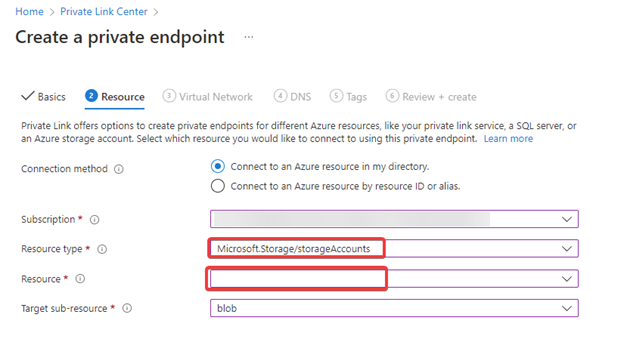 Home > Private Link Center >
Create a private endpoint ...
Basics 2 Resource 3 Virtual Network 4 DNS 5 Tags 6 Review + create
Private Link offers options to create private endpoints for different Azure resources, like your private link service, a SQL server, or
an Azure storage account. Select which resource you would like to connect to using this private endpoint. Learn more
Connection method Connect to an Azure resource in my directory.
Connect to an Azure resource by resource ID or alias.
Subscription *
Resource type * Microsoft.Storage/storageAccounts
Resource *
Target sub-resource * blob